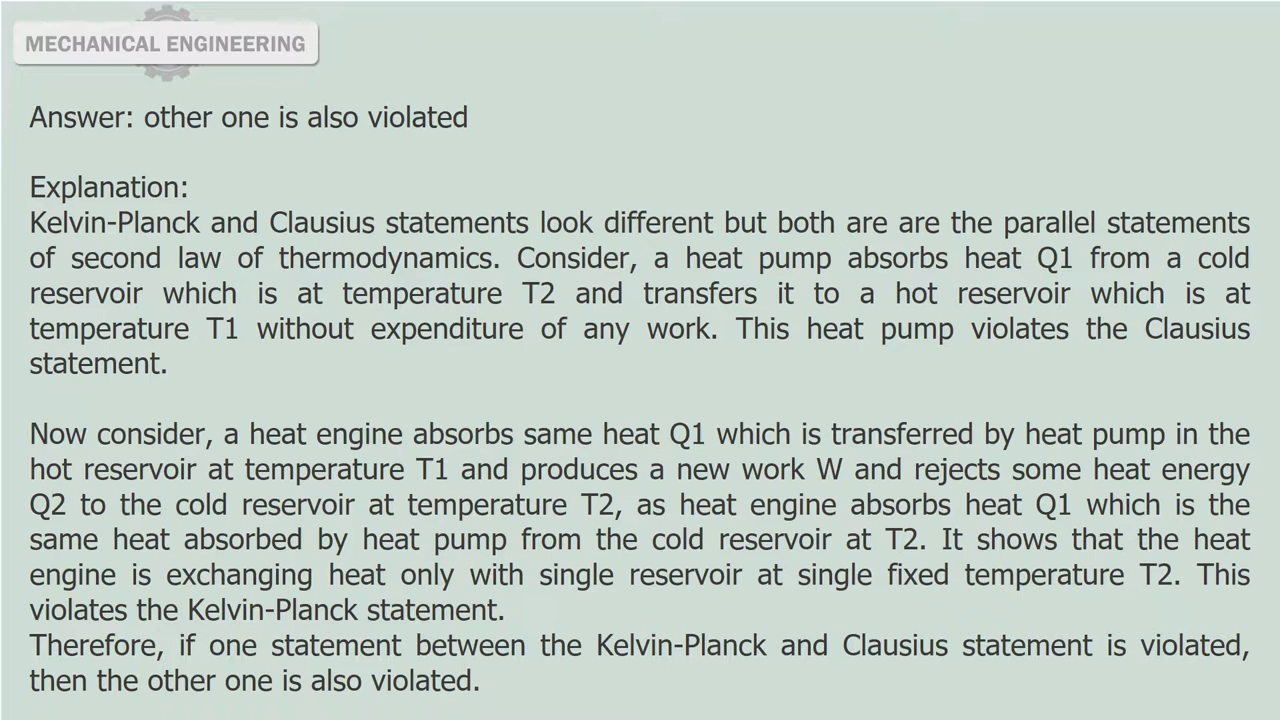 MECHANICAL ENGINEERING
Answer: other one is also violated
Explanation:
Kelvin-Planck and Clausius statements look different but both are are the parallel statements
of second law of thermodynamics. Consider, a heat pump absorbs heat Q1 from a cold
reservoir which is at temperature T2 and transfers it to a hot reservoir which is at
temperature T1 without expenditure of any work. This heat pump violates the Clausius
statement.
Now consider, a heat engine absorbs same heat Q1 which is transferred by heat pump in the
hot reservoir at temperature T1 and produces a new work W and rejects some heat energy
Q2 to the cold reservoir at temperature T2, as heat engine absorbs heat Q1 which is the
same heat absorbed by heat pump from the cold reservoir at T2. It shows that the heat
engine is exchanging heat only with single reservoir at single fixed temperature T2. This
violates the Kelvin-Planck statement.
Therefore, if one statement between the Kelvin-Planck and Clausius statement is violated,
then the other one is also violated.